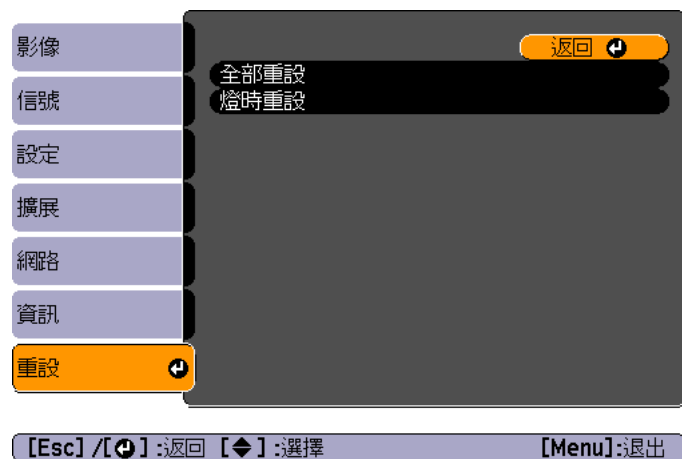 影像
信號
設定
擴展
網路
資訊
重設
返回
全部重設
燈時重設
[Esc] /[ ] :返回 [ ] :選擇 [Menu]:退出